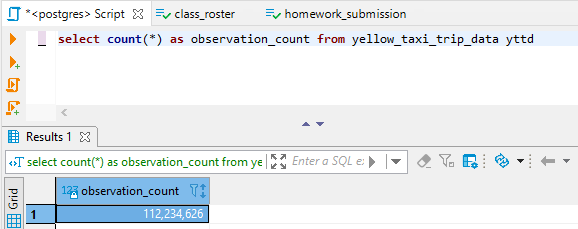 *<postgres> Script
class_roster
homework_submission
select count(*) as observation_count from yellow_taxi_trip_data yttd
Results 1
select count(*) as observation_count from ye
Enter a SQL e
Grid
123 observation_count
1
112,234,626